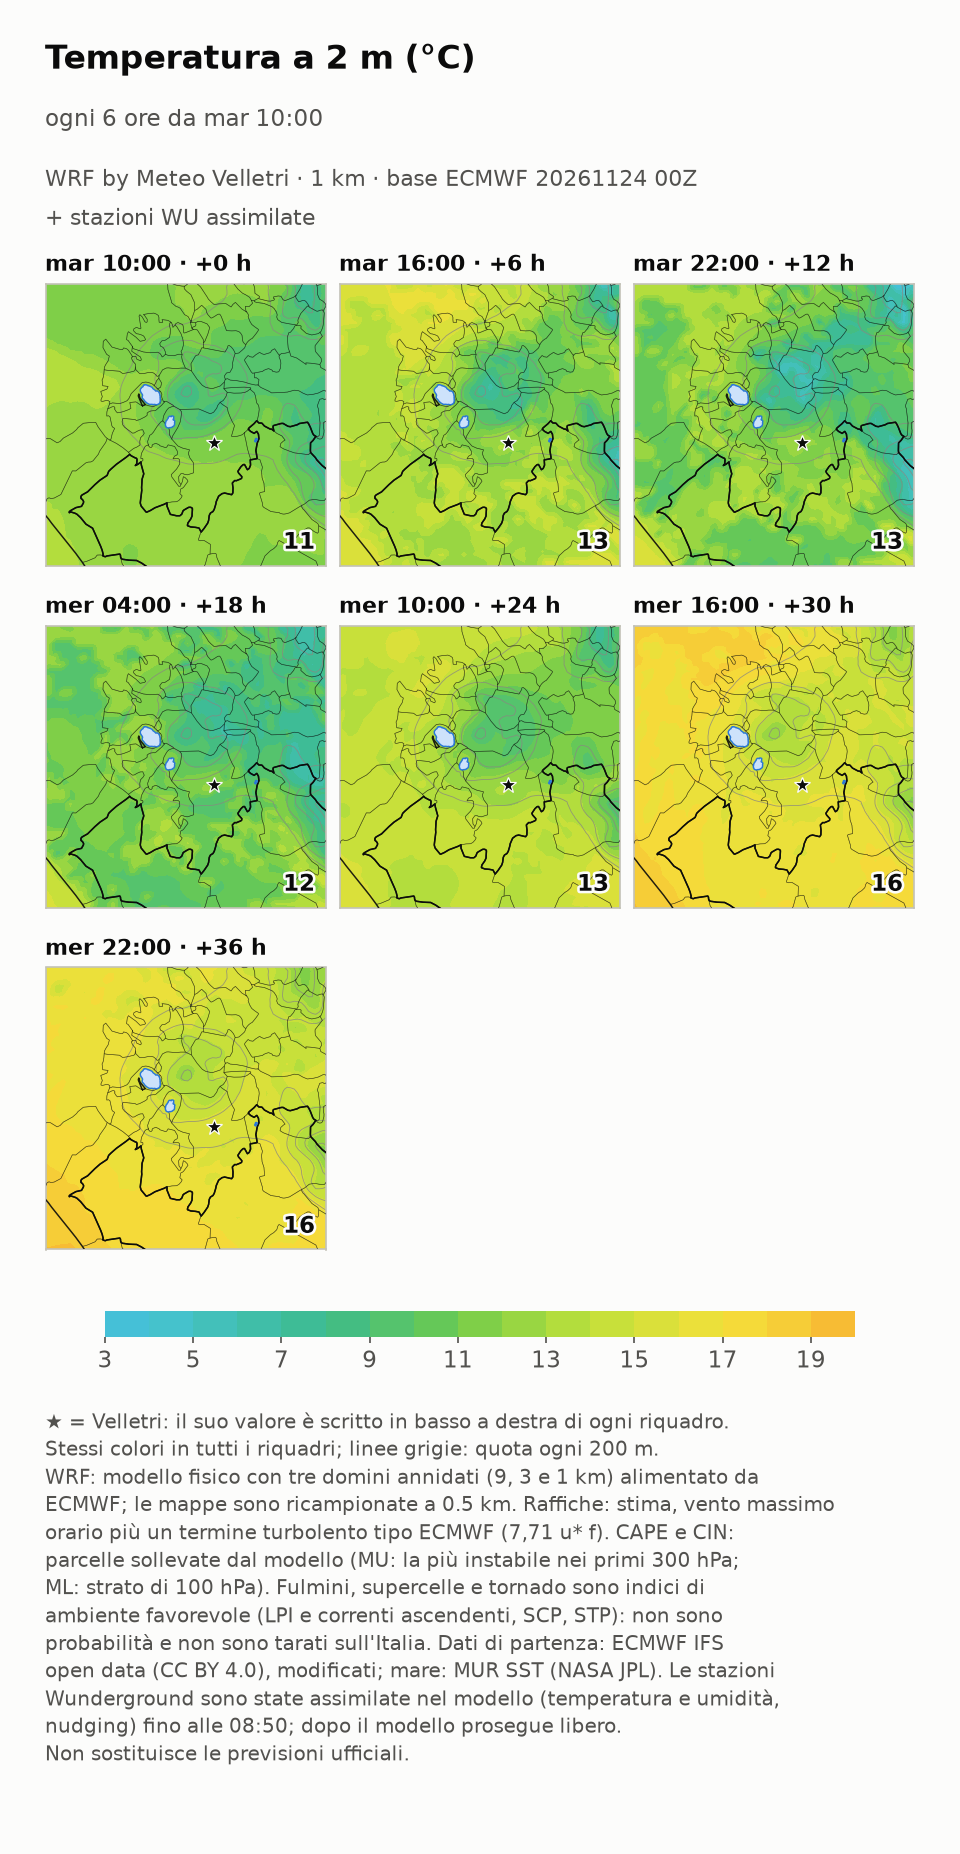 Temperatura a 2 m (°C)
ogni 6 ore da mar 10:00
WRF by Meteo Velletri · 1 km · base ECMWF 20261124 00Z
+ stazioni WU assimilate
mar 10:00 · +0 h
mar 16:00 · +6 h
mar 22:00 · +12 h
11
13
13
mer 04:00 · +18 h
mer 10:00 · +24 h
mer 16:00 · +30 h
12
13
16
mer 22:00 · +36 h
16
3 5 7 9 11 13 15 17 19
★ = Velletri: il suo valore è scritto in basso a destra di ogni riquadro.
Stessi colori in tutti i riquadri; linee grigie: quota ogni 200 m.
WRF: modello fisico con tre domini annidati (9, 3 e 1 km) alimentato da
ECMWF; le mappe sono ricampionate a 0.5 km. Raffiche: stima, vento massimo
orario più un termine turbolento tipo ECMWF (7,71 u* f). CAPE e CIN:
parcelle sollevate dal modello (MU: la più instabile nei primi 300 hPa;
ML: strato di 100 hPa). Fulmini, supercelle e tornado sono indici di
ambiente favorevole (LPI e correnti ascendenti, SCP, STP): non sono
probabilità e non sono tarati sull'Italia. Dati di partenza: ECMWF IFS
open data (CC BY 4.0), modificati; mare: MUR SST (NASA JPL). Le stazioni
Wunderground sono state assimilate nel modello (temperatura e umidità,
nudging) fino alle 08:50; dopo il modello prosegue libero.
Non sostituisce le previsioni ufficiali.